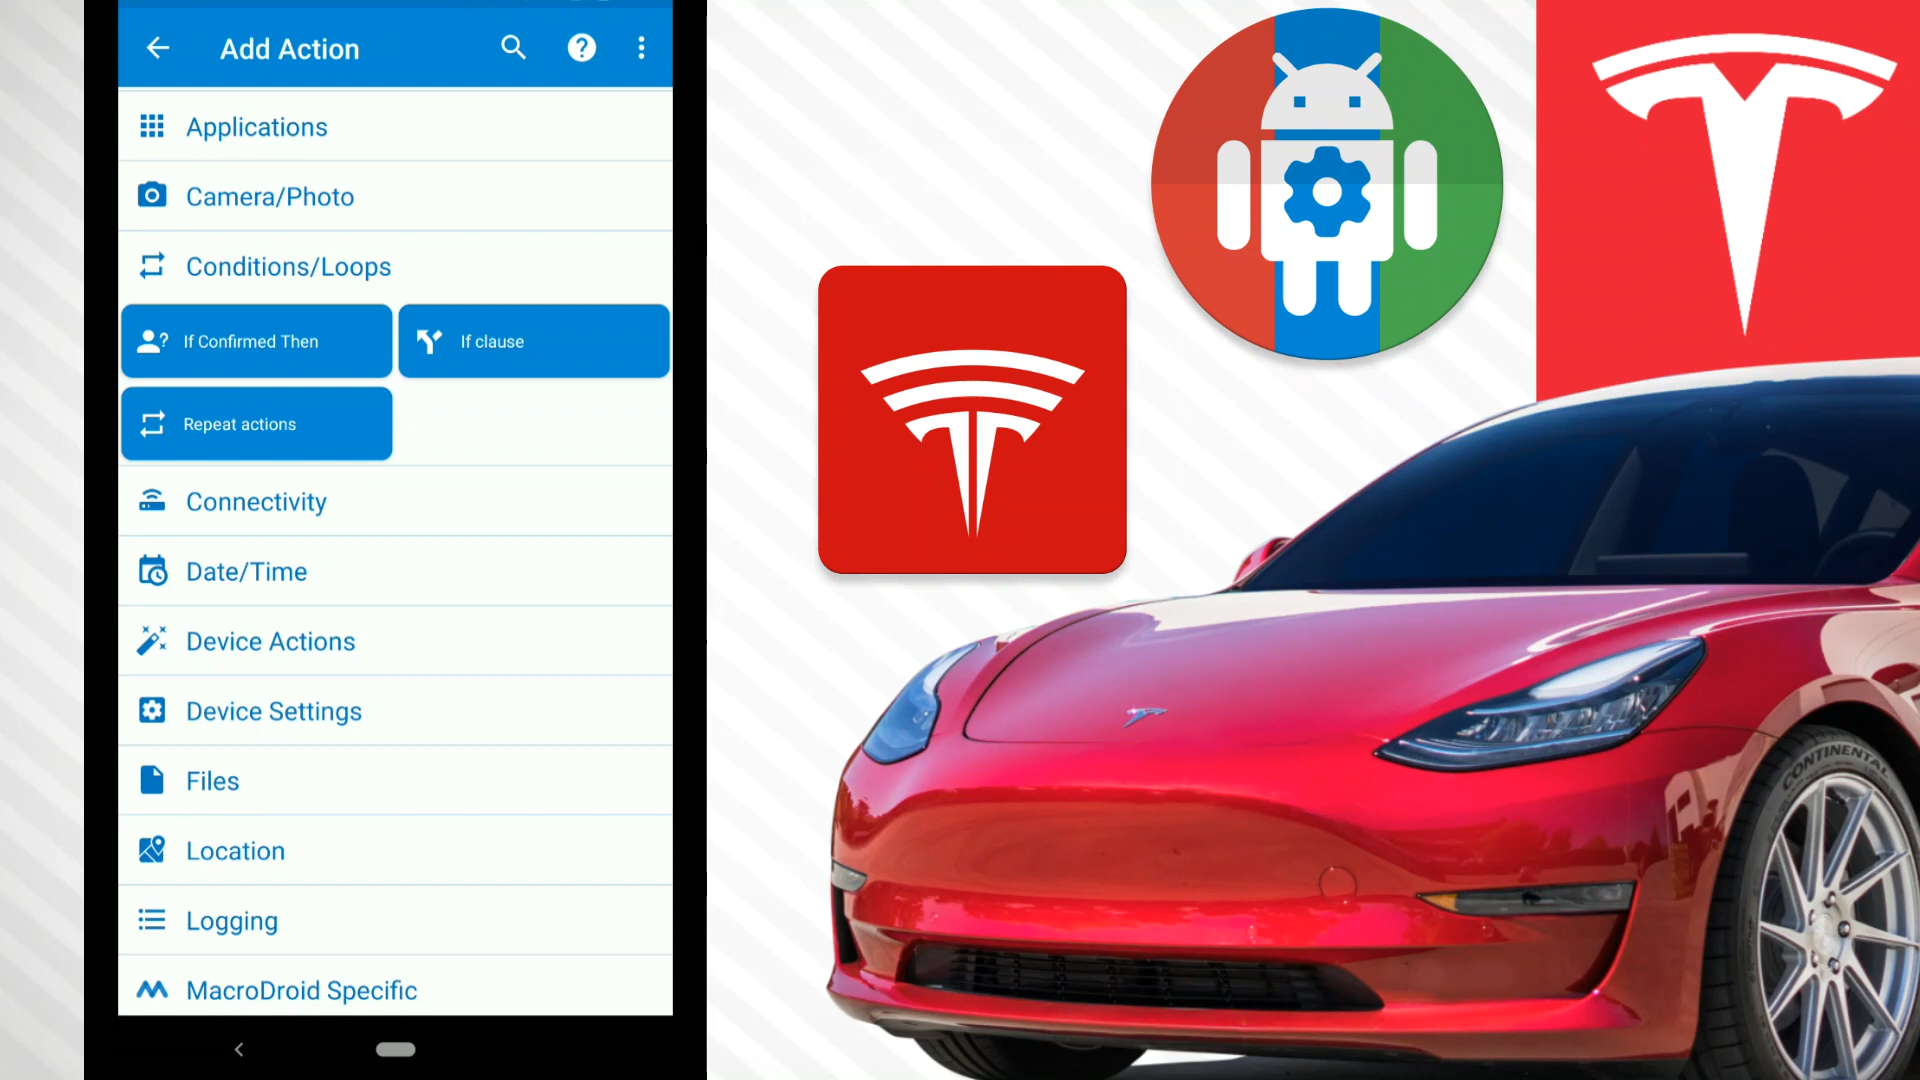 Add Action
Applications
Camera/Photo
Conditions/Loops
If Confirmed Then
If clause
Repeat actions
Connectivity
Date/Time
Device Actions
Device Settings
Files
Location
Logging
MacroDroid Specific
CONTINENTAL